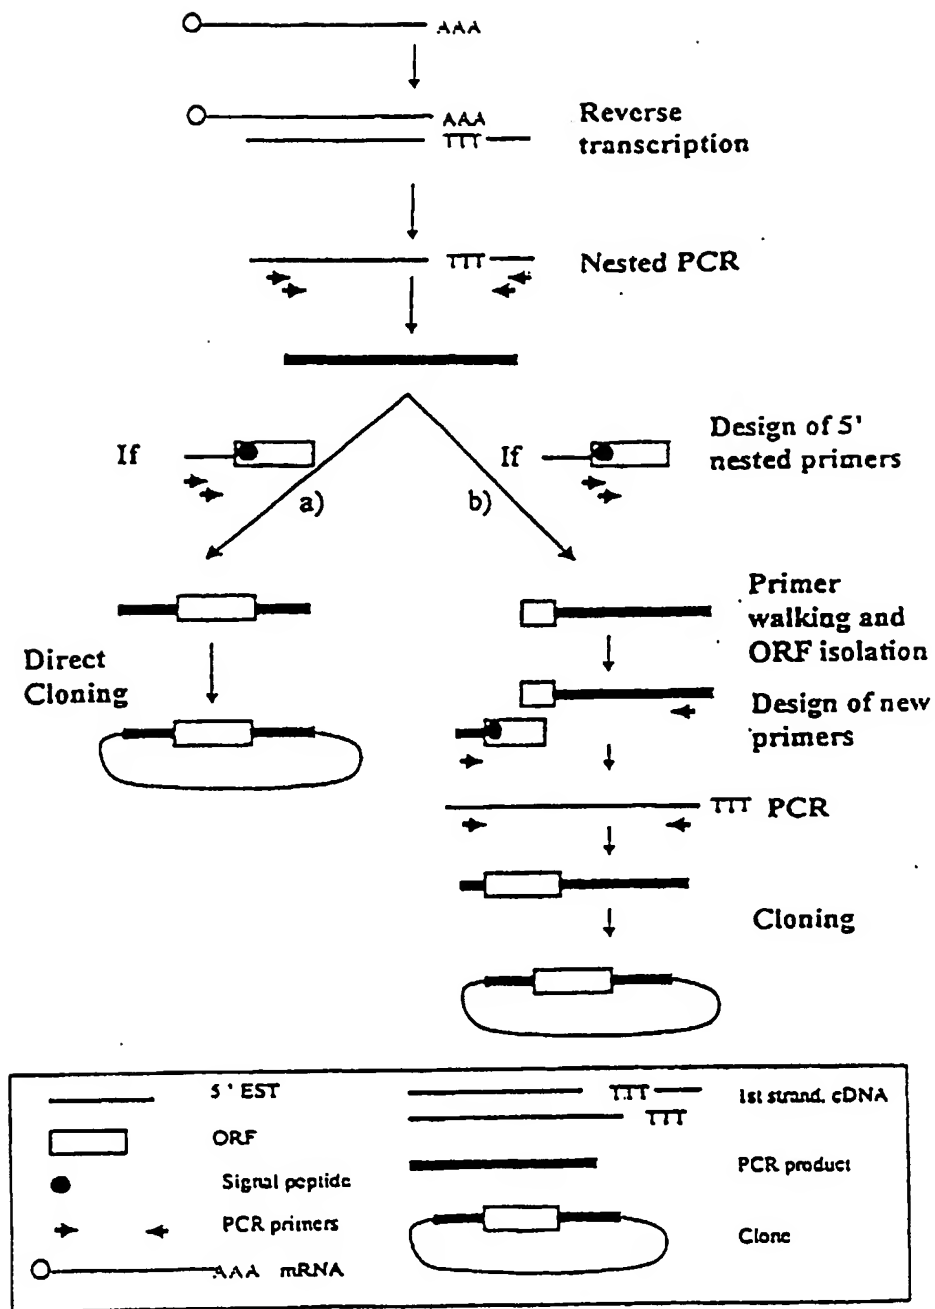 AAA
AAA
TTT
Reverse
transcription
TTT
Nested PCR
If
a)
If
b)
Design of 5'
nested primers
Direct
Cloning
Primer
walking and
ORF isolation
Design of new
primers
TTT PCR
Cloning
5' EST
ORF
Signal peptide
PCR primers
AAA mRNA
TTT
TTT
1st strand. cDNA
PCR product
Clone